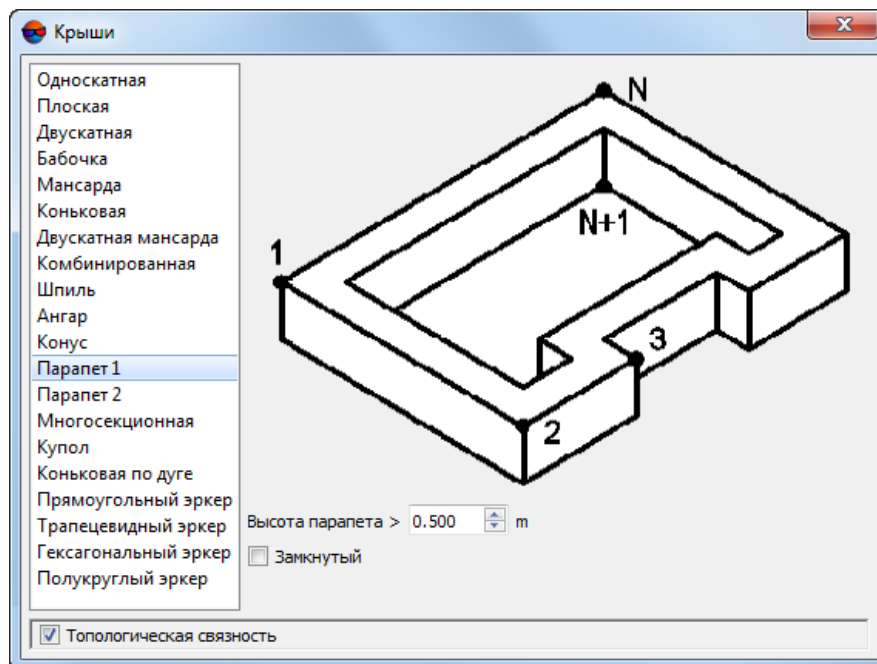 Крыши
Односкатная
Плоская
Двускатная
Бабочка
Мансарда
Коньковая
Двускатная мансарда
Комбинированная
Шпиль
Ангар
Конус
Парапет 1
Парапет 2
Многосекционная
Купол
Коньковая по дуге
Прямоугольный эркер
Трапецевидный эркер
Гексагональный эркер
Полукруглый эркер
N
N+1
1
3
2
Высота парапета > 0.500 m
Замкнутый
Топологическая связность